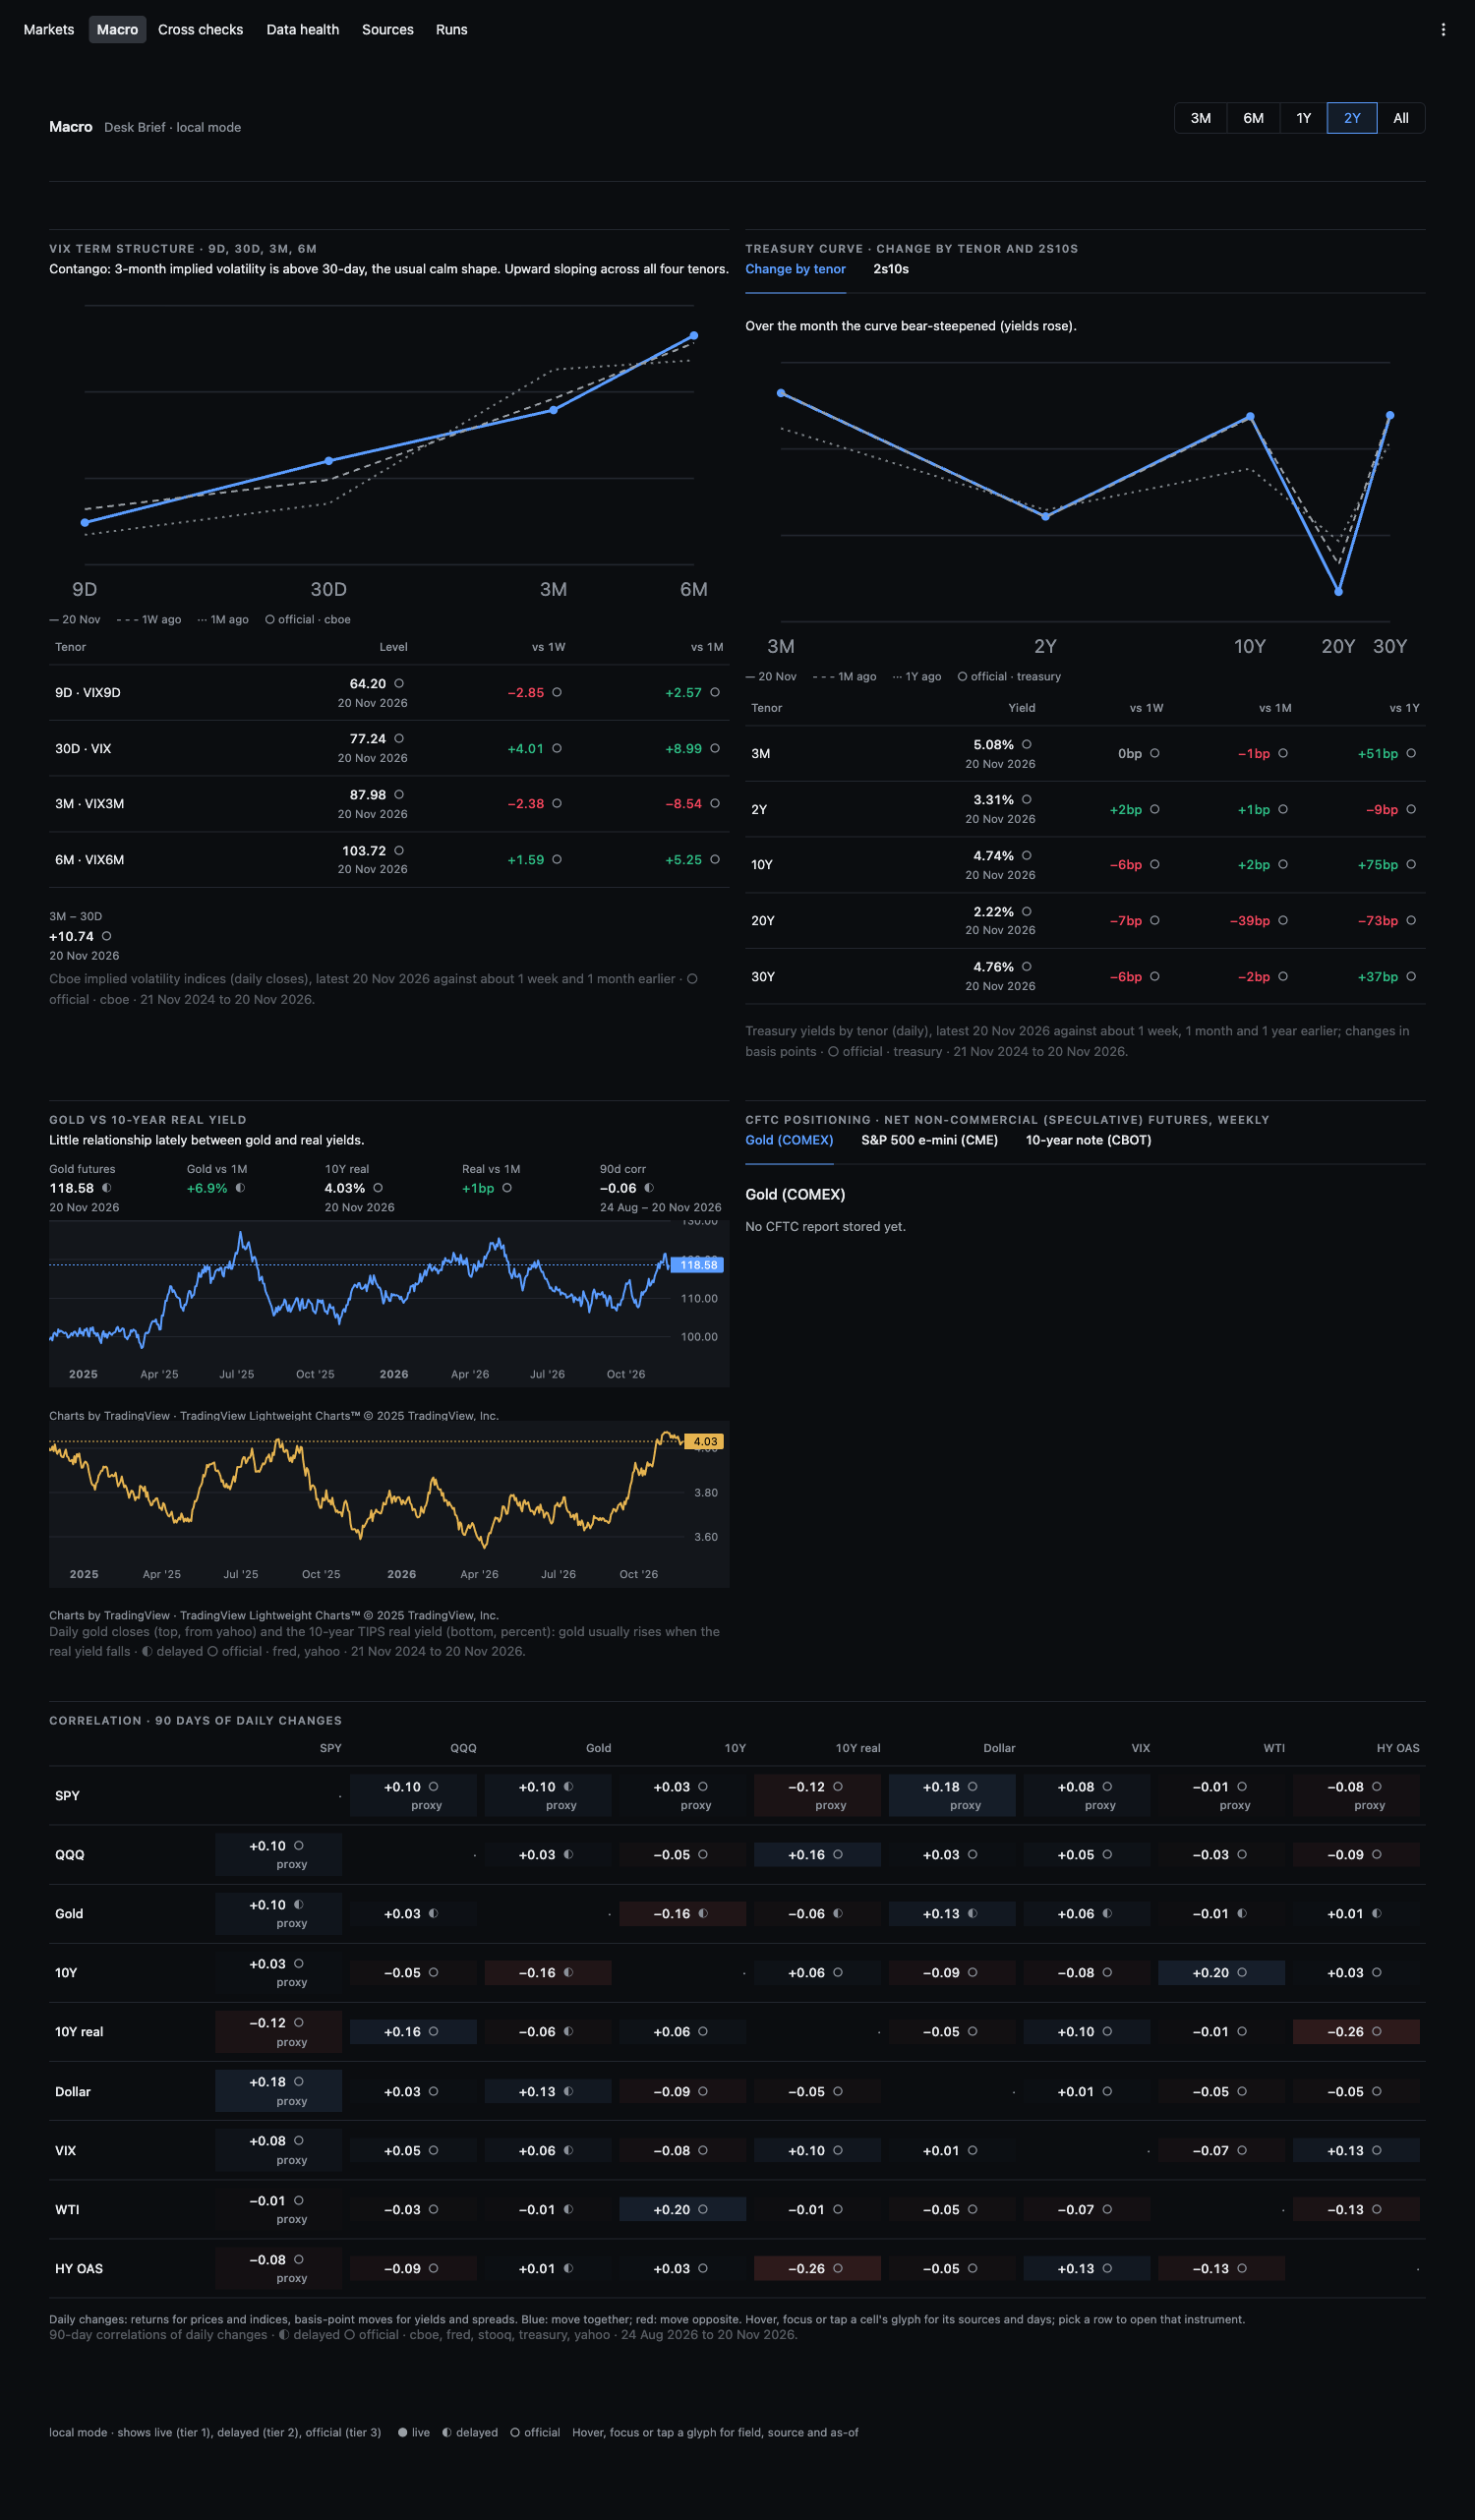 Markets Macro Cross checks Data health Sources Runs
Macro Desk Brief · local mode
3M 6M 1Y 2Y All
VIX TERM STRUCTURE · 9D, 30D, 3M, 6M
Contango: 3-month implied volatility is above 30-day, the usual calm shape. Upward sloping across all four tenors.
9D 30D 3M 6M
— 20 Nov - - - 1W ago ··· 1M ago ○ official · cboe
Tenor Level vs 1W vs 1M
9D · VIX9D 64.20 ○ −2.85 ○ +2.57 ○
20 Nov 2026
30D · VIX 77.24 ○ +4.01 ○ +8.99 ○
20 Nov 2026
3M · VIX3M 87.98 ○ −2.38 ○ −8.54 ○
20 Nov 2026
6M · VIX6M 103.72 ○ +1.59 ○ +5.25 ○
20 Nov 2026
3M − 30D
+10.74 ○
20 Nov 2026
Cboe implied volatility indices (daily closes), latest 20 Nov 2026 against about 1 week and 1 month earlier · ○
official · cboe · 21 Nov 2024 to 20 Nov 2026.
TREASURY CURVE · CHANGE BY TENOR AND 2S10S
Change by tenor 2s10s
Over the month the curve bear-steepened (yields rose).
3M 2Y 10Y 20Y 30Y
— 20 Nov - - - 1M ago ··· 1Y ago ○ official · treasury
Tenor Yield vs 1W vs 1M vs 1Y
3M 5.08% ○ 0bp ○ −1bp ○ +51bp ○
20 Nov 2026
2Y 3.31% ○ +2bp ○ +1bp ○ −9bp ○
20 Nov 2026
10Y 4.74% ○ −6bp ○ +2bp ○ +75bp ○
20 Nov 2026
20Y 2.22% ○ −7bp ○ −39bp ○ −73bp ○
20 Nov 2026
30Y 4.76% ○ −6bp ○ −2bp ○ +37bp ○
20 Nov 2026
Treasury yields by tenor (daily), latest 20 Nov 2026 against about 1 week, 1 month and 1 year earlier; changes in
basis points · ○ official · treasury · 21 Nov 2024 to 20 Nov 2026.
GOLD VS 10-YEAR REAL YIELD
Little relationship lately between gold and real yields.
Gold futures Gold vs 1M 10Y real Real vs 1M 90d corr
118.58 ◐ +6.9% ◐ 4.03% ○ +1bp ○ −0.06 ◐
20 Nov 2026 20 Nov 2026 24 Aug – 20 Nov 2026
130.00
118.58
110.00
100.00
2025 Apr '25 Jul '25 Oct '25 2026 Apr '26 Jul '26 Oct '26
Charts by TradingView · TradingView Lightweight Charts™ © 2025 TradingView, Inc.
4.03
3.80
3.60
2025 Apr '25 Jul '25 Oct '25 2026 Apr '26 Jul '26 Oct '26
Charts by TradingView · TradingView Lightweight Charts™ © 2025 TradingView, Inc.
Daily gold closes (top, from yahoo) and the 10-year TIPS real yield (bottom, percent): gold usually rises when the
real yield falls · ◐ delayed ○ official · fred, yahoo · 21 Nov 2024 to 20 Nov 2026.
CFTC POSITIONING · NET NON-COMMERCIAL (SPECULATIVE) FUTURES, WEEKLY
Gold (COMEX) S&P 500 e-mini (CME) 10-year note (CBOT)
Gold (COMEX)
No CFTC report stored yet.
CORRELATION · 90 DAYS OF DAILY CHANGES
SPY QQQ Gold 10Y 10Y real Dollar VIX WTI HY OAS
SPY · +0.10 ○ +0.10 ◐ +0.03 ○ −0.12 ○ +0.18 ○ +0.08 ○ −0.01 ○ −0.08 ○
proxy proxy proxy proxy proxy proxy proxy proxy
QQQ +0.10 ○ · +0.03 ◐ −0.05 ○ +0.16 ○ +0.03 ○ +0.05 ○ −0.03 ○ −0.09 ○
proxy
Gold +0.10 ◐ +0.03 ◐ · −0.16 ◐ −0.06 ◐ +0.13 ◐ +0.06 ◐ −0.01 ◐ +0.01 ◐
proxy
10Y +0.03 ○ −0.05 ○ −0.16 ◐ · +0.06 ○ −0.09 ○ −0.08 ○ +0.20 ○ +0.03 ○
proxy
10Y real −0.12 ○ +0.16 ○ −0.06 ◐ +0.06 ○ · −0.05 ○ +0.10 ○ −0.01 ○ −0.26 ○
proxy
Dollar +0.18 ○ +0.03 ○ +0.13 ◐ −0.09 ○ −0.05 ○ · +0.01 ○ −0.05 ○ −0.05 ○
proxy
VIX +0.08 ○ +0.05 ○ +0.06 ◐ −0.08 ○ +0.10 ○ +0.01 ○ · −0.07 ○ +0.13 ○
proxy
WTI −0.01 ○ −0.03 ○ −0.01 ◐ +0.20 ○ −0.01 ○ −0.05 ○ −0.07 ○ · −0.13 ○
proxy
HY OAS −0.08 ○ −0.09 ○ +0.01 ◐ +0.03 ○ −0.26 ○ −0.05 ○ +0.13 ○ −0.13 ○ ·
proxy
Daily changes: returns for prices and indices, basis-point moves for yields and spreads. Blue: move together; red: move opposite. Hover, focus or tap a cell's glyph for its sources and days; pick a row to open that instrument.
90-day correlations of daily changes · ◐ delayed ○ official · cboe, fred, stooq, treasury, yahoo · 24 Aug 2026 to 20 Nov 2026.
local mode · shows live (tier 1), delayed (tier 2), official (tier 3) ● live ◐ delayed ○ official Hover, focus or tap a glyph for field, source and as-of